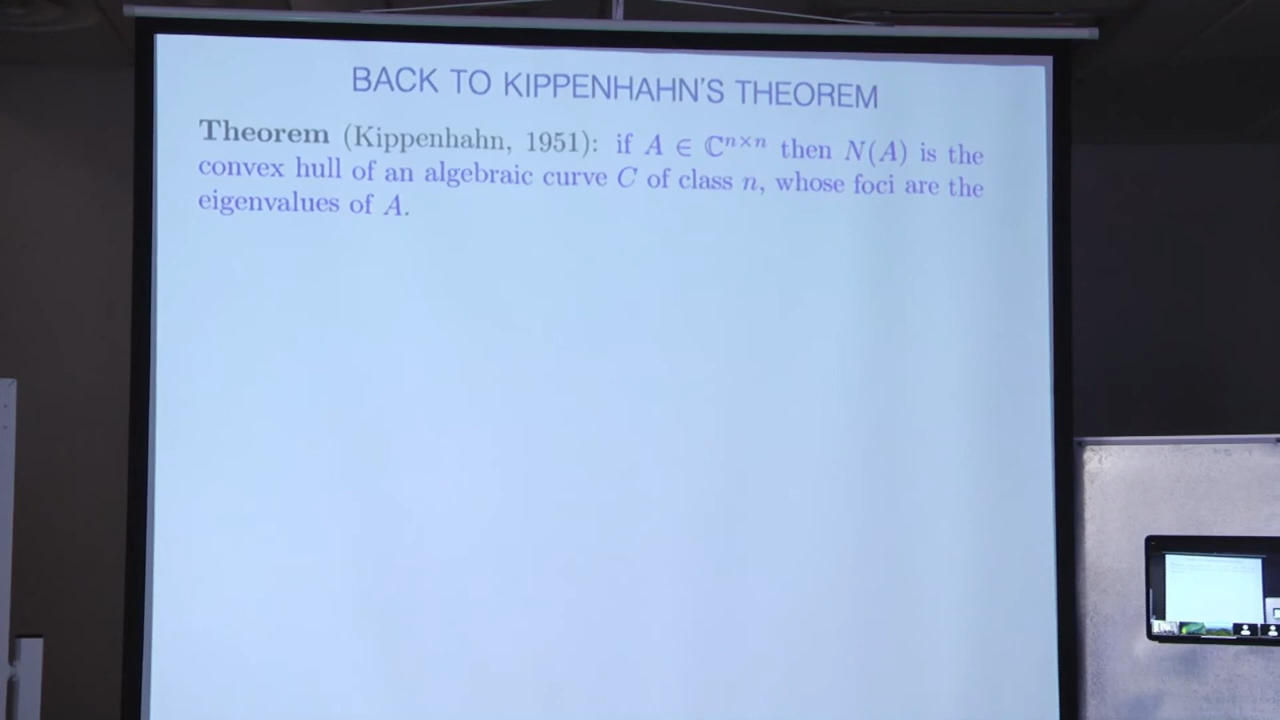 BACK TO KIPPENHAHN'S THEOREM
Theorem (Kippenhahn, 1951): if A ∈ ℂⁿˣⁿ then N(A) is the
convex hull of an algebraic curve C of class n, whose foci are the
eigenvalues of A.